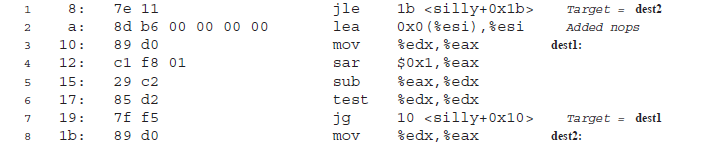 1 8: 7e 11 jle 1b <silly+0x1b> Target = dest2
2 a: 8d b6 00 00 00 00 lea 0x0(%esi),%esi Added nops
3 10: 89 d0 mov %edx,%eax dest1:
4 12: c1 f8 01 sar $0x1,%eax
5 15: 29 c2 sub %eax,%edx
6 17: 85 d2 test %edx,%edx
7 19: 7f f5 jg 10 <silly+0x10> Target = dest1
8 1b: 89 d0 mov %edx,%eax dest2: